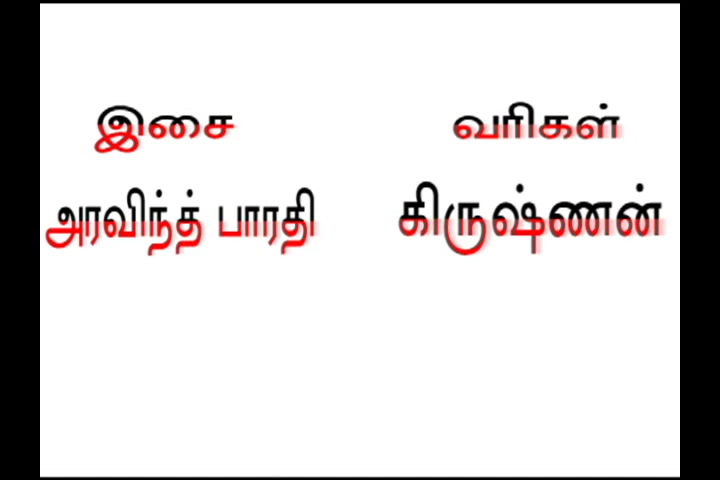 இசை
அரவிந்த் பாரதி
வரிகள்
கிருஷ்ணன்